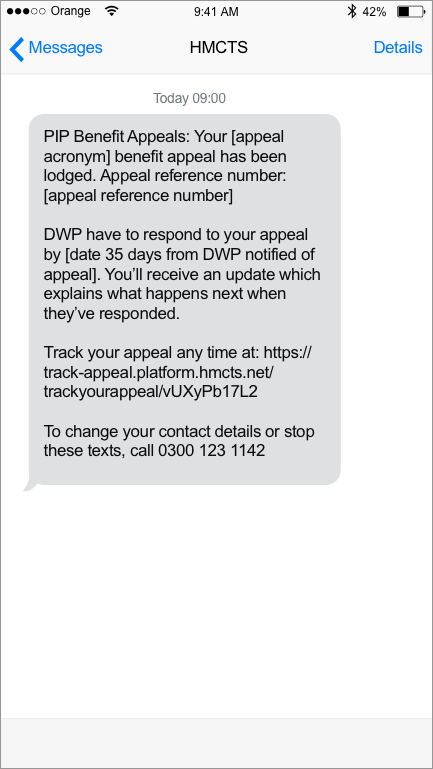 Orange 9:41 AM 42%
Messages HMCTS Details
Today 09:00
PIP Benefit Appeals: Your [appeal
acronym] benefit appeal has been
lodged. Appeal reference number:
[appeal reference number]
DWP have to respond to your appeal
by [date 35 days from DWP notified of
appeal]. You’ll receive an update which
explains what happens next when
they’ve responded.
Track your appeal any time at: https://
track-appeal.platform.hmcts.net/
trackyourappeal/vUXyPb17L2
To change your contact details or stop
these texts, call 0300 123 1142